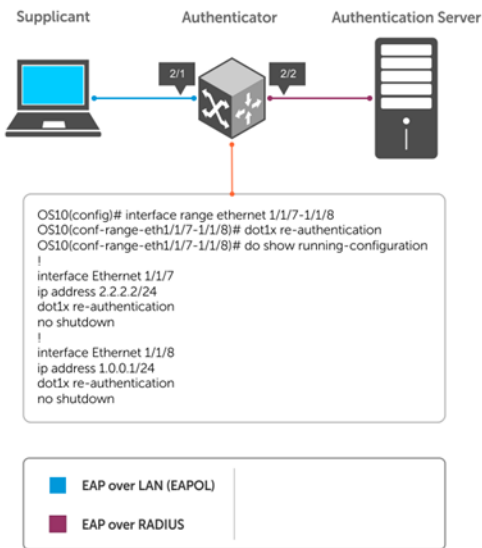 Supplicant Authenticator Authentication Server
2/1 2/2
OS10(config)# interface range ethernet 1/1/7-1/1/8
OS10(conf-range-eth1/1/7-1/1/8)# dot1x re-authentication
OS10(conf-range-eth1/1/7-1/1/8)# do show running-configuration
!
interface Ethernet 1/1/7
ip address 2.2.2.2/24
dot1x re-authentication
no shutdown
!
interface Ethernet 1/1/8
ip address 1.0.0.1/24
dot1x re-authentication
no shutdown
EAP over LAN (EAPOL)
EAP over RADIUS